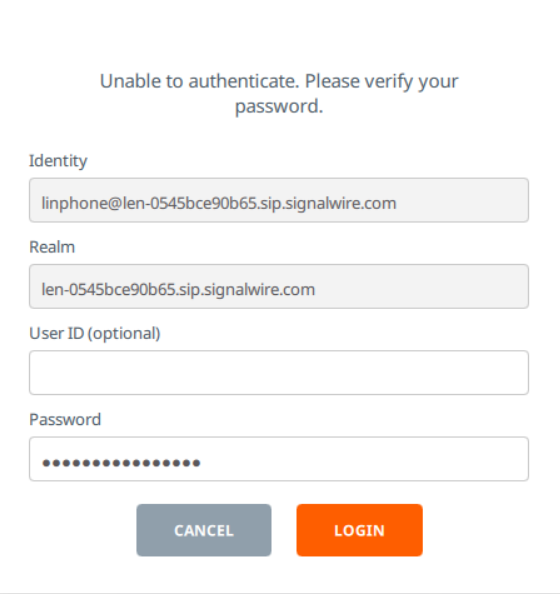 Unable to authenticate. Please verify your
password.
Identity
linphone@len-0545bce90b65.sip.signalwire.com
Realm
len-0545bce90b65.sip.signalwire.com
User ID (optional)
Password
••••••••••••••••
CANCEL
LOGIN